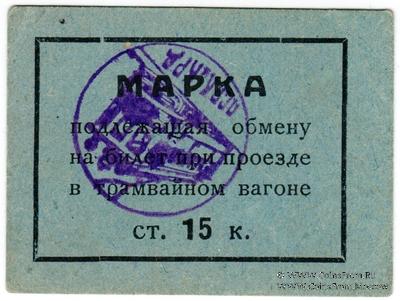 МАРКА
подлежащая обмену
на билет при проезде
в трамвайном вагоне
ст. 15 к.